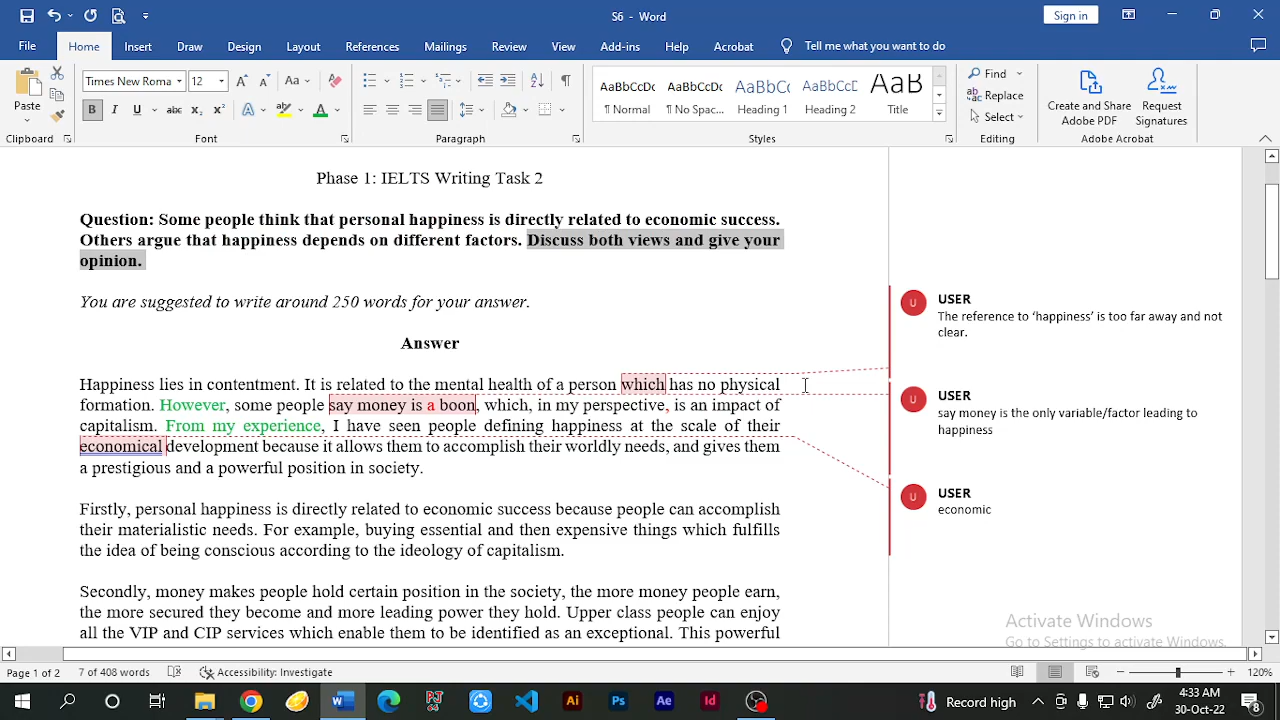 S6 - Word
Sign in
File Home Insert Draw Design Layout References Mailings Review View Add-ins Help Acrobat Tell me what you want to do
Paste
Times New Roma 12
A A Aa
B I U abc x₂ x² A A
AaBbCcDc AaBbCcDc AaBbCc AaBbCcD AaB
¶ Normal ¶ No Spac... Heading 1 Heading 2 Title
Find
Replace
Select
Create and Share
Adobe PDF
Request
Signatures
Clipboard Font Paragraph Styles Editing Adobe Acrobat
Phase 1: IELTS Writing Task 2
Question: Some people think that personal happiness is directly related to economic success.
Others argue that happiness depends on different factors. Discuss both views and give your
opinion.
You are suggested to write around 250 words for your answer.
Answer
Happiness lies in contentment. It is related to the mental health of a person which has no physical
formation. However, some people say money is a boon, which, in my perspective, is an impact of
capitalism. From my experience, I have seen people defining happiness at the scale of their
economical development because it allows them to accomplish their worldly needs, and gives them
a prestigious and a powerful position in society.
Firstly, personal happiness is directly related to economic success because people can accomplish
their materialistic needs. For example, buying essential and then expensive things which fulfills
the idea of being conscious according to the ideology of capitalism.
Secondly, money makes people hold certain position in the society, the more money people earn,
the more secured they become and more leading power they hold. Upper class people can enjoy
all the VIP and CIP services which enable them to be identified as an exceptional. This powerful
U USER
The reference to ‘happiness’ is too far away and not
clear.
U USER
say money is the only variable/factor leading to
happiness
U USER
economic
Activate Windows
Go to Settings to activate Windows.
Page 1 of 2 7 of 408 words Accessibility: Investigate 120%
Ai Ps Ae Id
Record high
4:33 AM
30-Oct-22
8